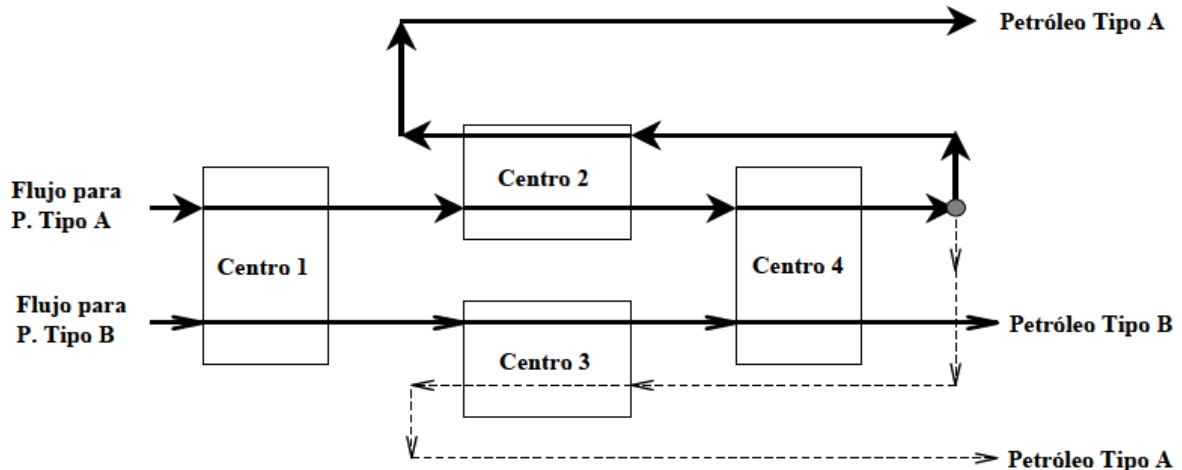 Petróleo Tipo A
Centro 2
Flujo para
P. Tipo A
Centro 1
Centro 4
Flujo para
P. Tipo B
Petróleo Tipo B
Centro 3
Petróleo Tipo A